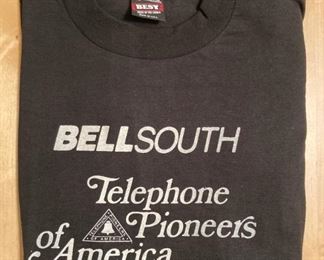 BEST
BELLSOUTH
Telephone
Pioneers
of America